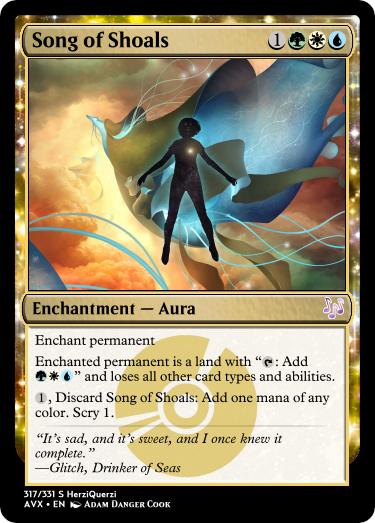 Song of Shoals 1
Enchantment — Aura
Enchant permanent
Enchanted permanent is a land with “: Add
” and loses all other card types and abilities.
1, Discard Song of Shoals: Add one mana of any
color. Scry 1.
“It’s sad, and it’s sweet, and I once knew it
complete.”
—Glitch, Drinker of Seas
317/331 S HerziQuerzi
AVX • EN Adam Danger Cook